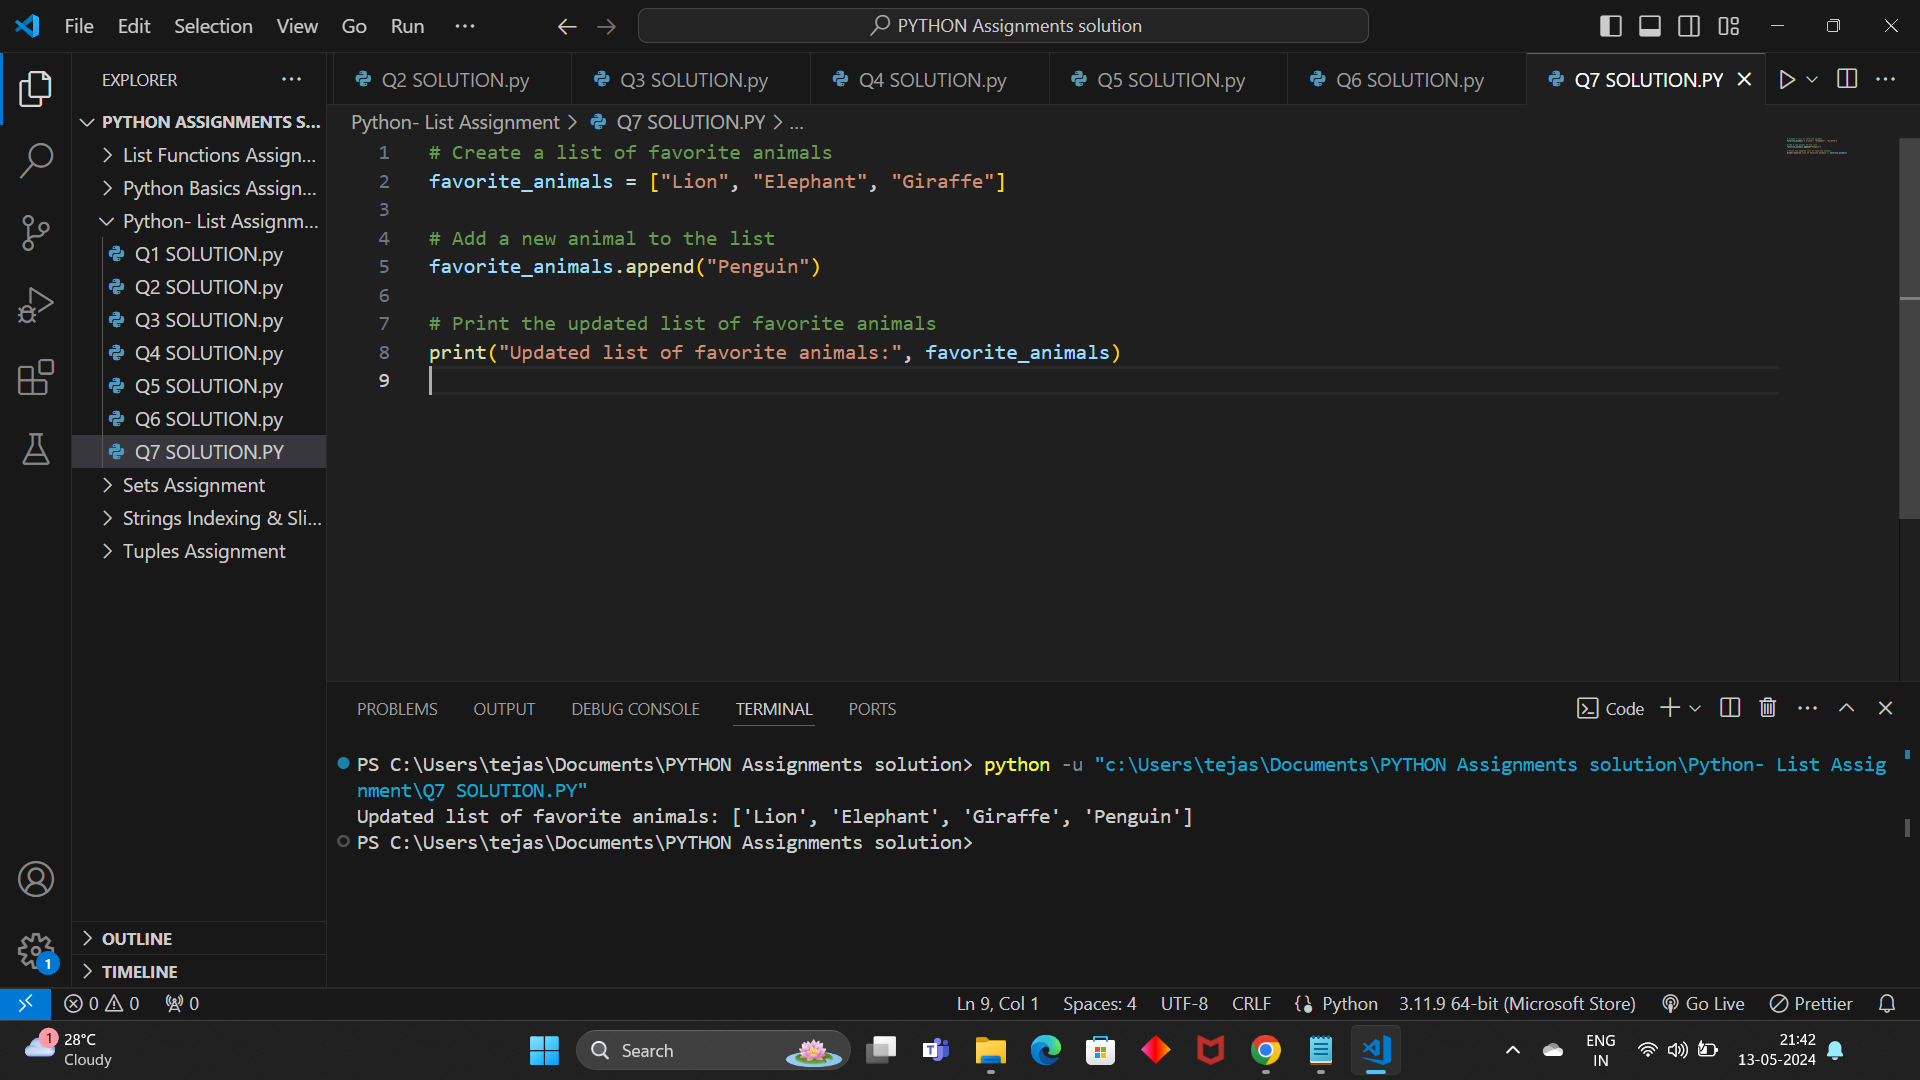 File Edit Selection View Go Run ···
PYTHON Assignments solution
EXPLORER ···
PYTHON ASSIGNMENTS S...
List Functions Assign...
Python Basics Assign...
Python- List Assignm...
Q1 SOLUTION.py
Q2 SOLUTION.py
Q3 SOLUTION.py
Q4 SOLUTION.py
Q5 SOLUTION.py
Q6 SOLUTION.py
Q7 SOLUTION.PY
Sets Assignment
Strings Indexing & Sli...
Tuples Assignment
OUTLINE
TIMELINE
1
Q2 SOLUTION.py Q3 SOLUTION.py Q4 SOLUTION.py Q5 SOLUTION.py Q6 SOLUTION.py Q7 SOLUTION.PY
Python- List Assignment > Q7 SOLUTION.PY > ...
1 # Create a list of favorite animals
2 favorite_animals = ["Lion", "Elephant", "Giraffe"]
3
4 # Add a new animal to the list
5 favorite_animals.append("Penguin")
6
7 # Print the updated list of favorite animals
8 print("Updated list of favorite animals:", favorite_animals)
9
PROBLEMS OUTPUT DEBUG CONSOLE TERMINAL PORTS
Code
PS C:\Users\tejas\Documents\PYTHON Assignments solution> python -u "c:\Users\tejas\Documents\PYTHON Assignments solution\Python- List Assig
nment\Q7 SOLUTION.PY"
Updated list of favorite animals: ['Lion', 'Elephant', 'Giraffe', 'Penguin']
PS C:\Users\tejas\Documents\PYTHON Assignments solution>
0 0 0
Ln 9, Col 1 Spaces: 4 UTF-8 CRLF {} Python 3.11.9 64-bit (Microsoft Store) Go Live Prettier
1
28°C
Cloudy
Search
ENG
IN
21:42
13-05-2024